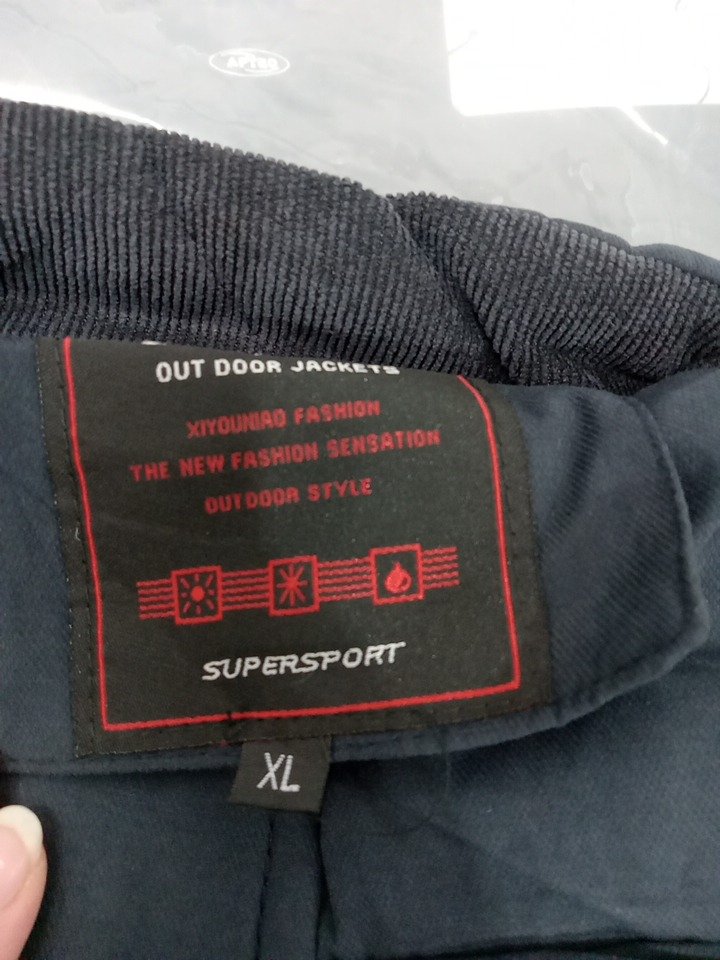 OUT DOOR JACKETS
XIYOUNIAO FASHION
THE NEW FASHION SENSATION
OUTDOOR STYLE
SUPERSPORT
XL